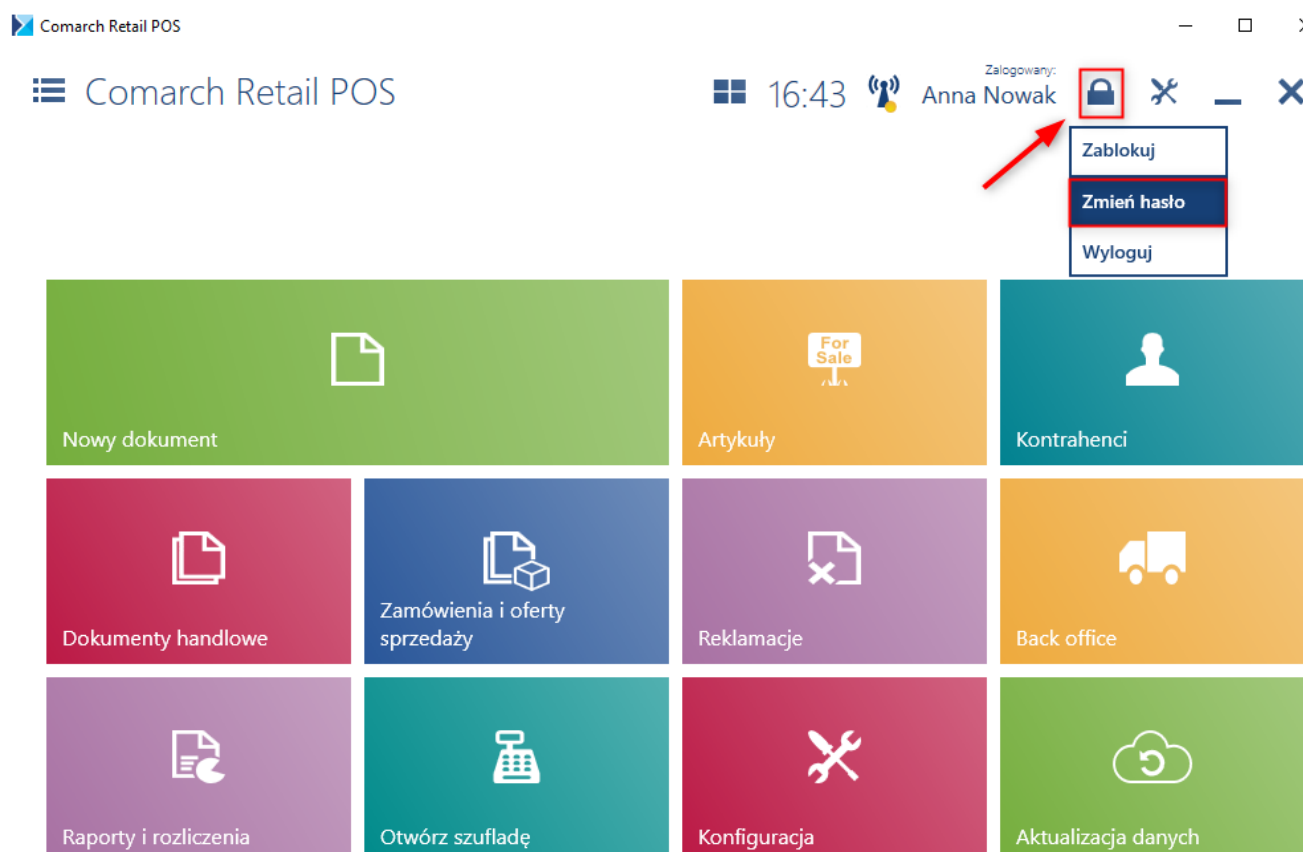 Comarch Retail POS
Comarch Retail POS
16:43
Zalogowany:
Anna Nowak
Zablokuj
Zmień hasło
Wyloguj
Nowy dokument
For
Sale
Artykuły
Kontrahenci
Dokumenty handlowe
Zamówienia i oferty
sprzedaży
Reklamacje
Back office
Raporty i rozliczenia
Otwórz szufladę
Konfiguracja
Aktualizacja danych